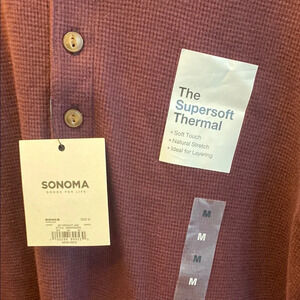 The
Supersoft
Thermal
• Soft Touch
• Natural Stretch
• Ideal for Layering
SONOMA
GOODS FOR LIFE
M
M
M
M